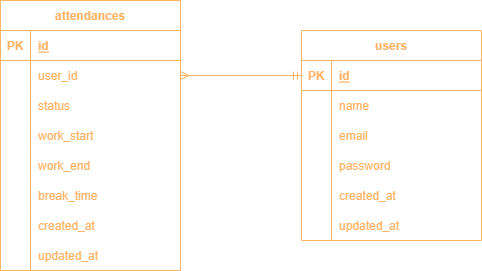 attendances
PK id
user_id
status
work_start
work_end
break_time
created_at
updated_at
users
PK id
name
email
password
created_at
updated_at